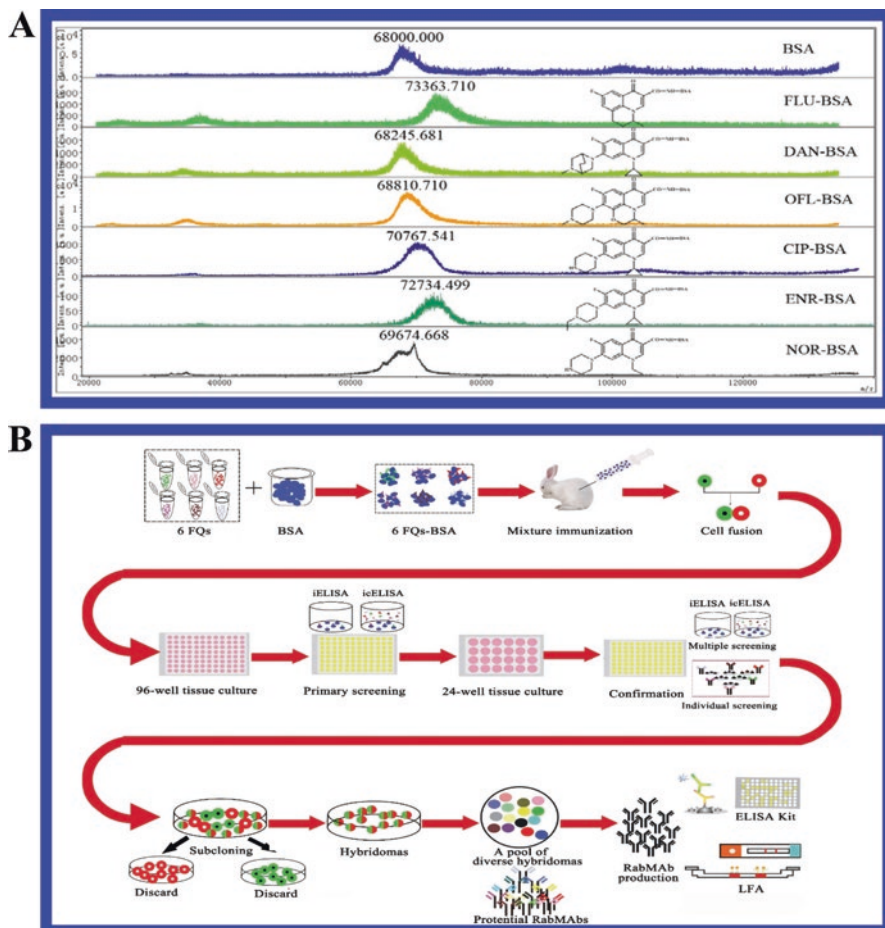 A
68000.000
BSA
73363.710
FLU-BSA
68245.681
DAN-BSA
68810.710
OFL-BSA
70767.541
CIP-BSA
72734.499
ENR-BSA
69674.668
NOR-BSA
20000 40000 60000 80000 100000 120000 m/z
B
6 FQs
BSA
6 FQs-BSA
Mixture immunization
Cell fusion
iELISA icELISA
iELISA icELISA
Multiple screening
96-well tissue culture
Primary screening
24-well tissue culture
Confirmation
Individual screening
Subcloning
Hybridomas
A pool of
diverse hybridomas
RabMAb
production
ELISA Kit
Discard
Discard
Protential RabMAbs
LFA